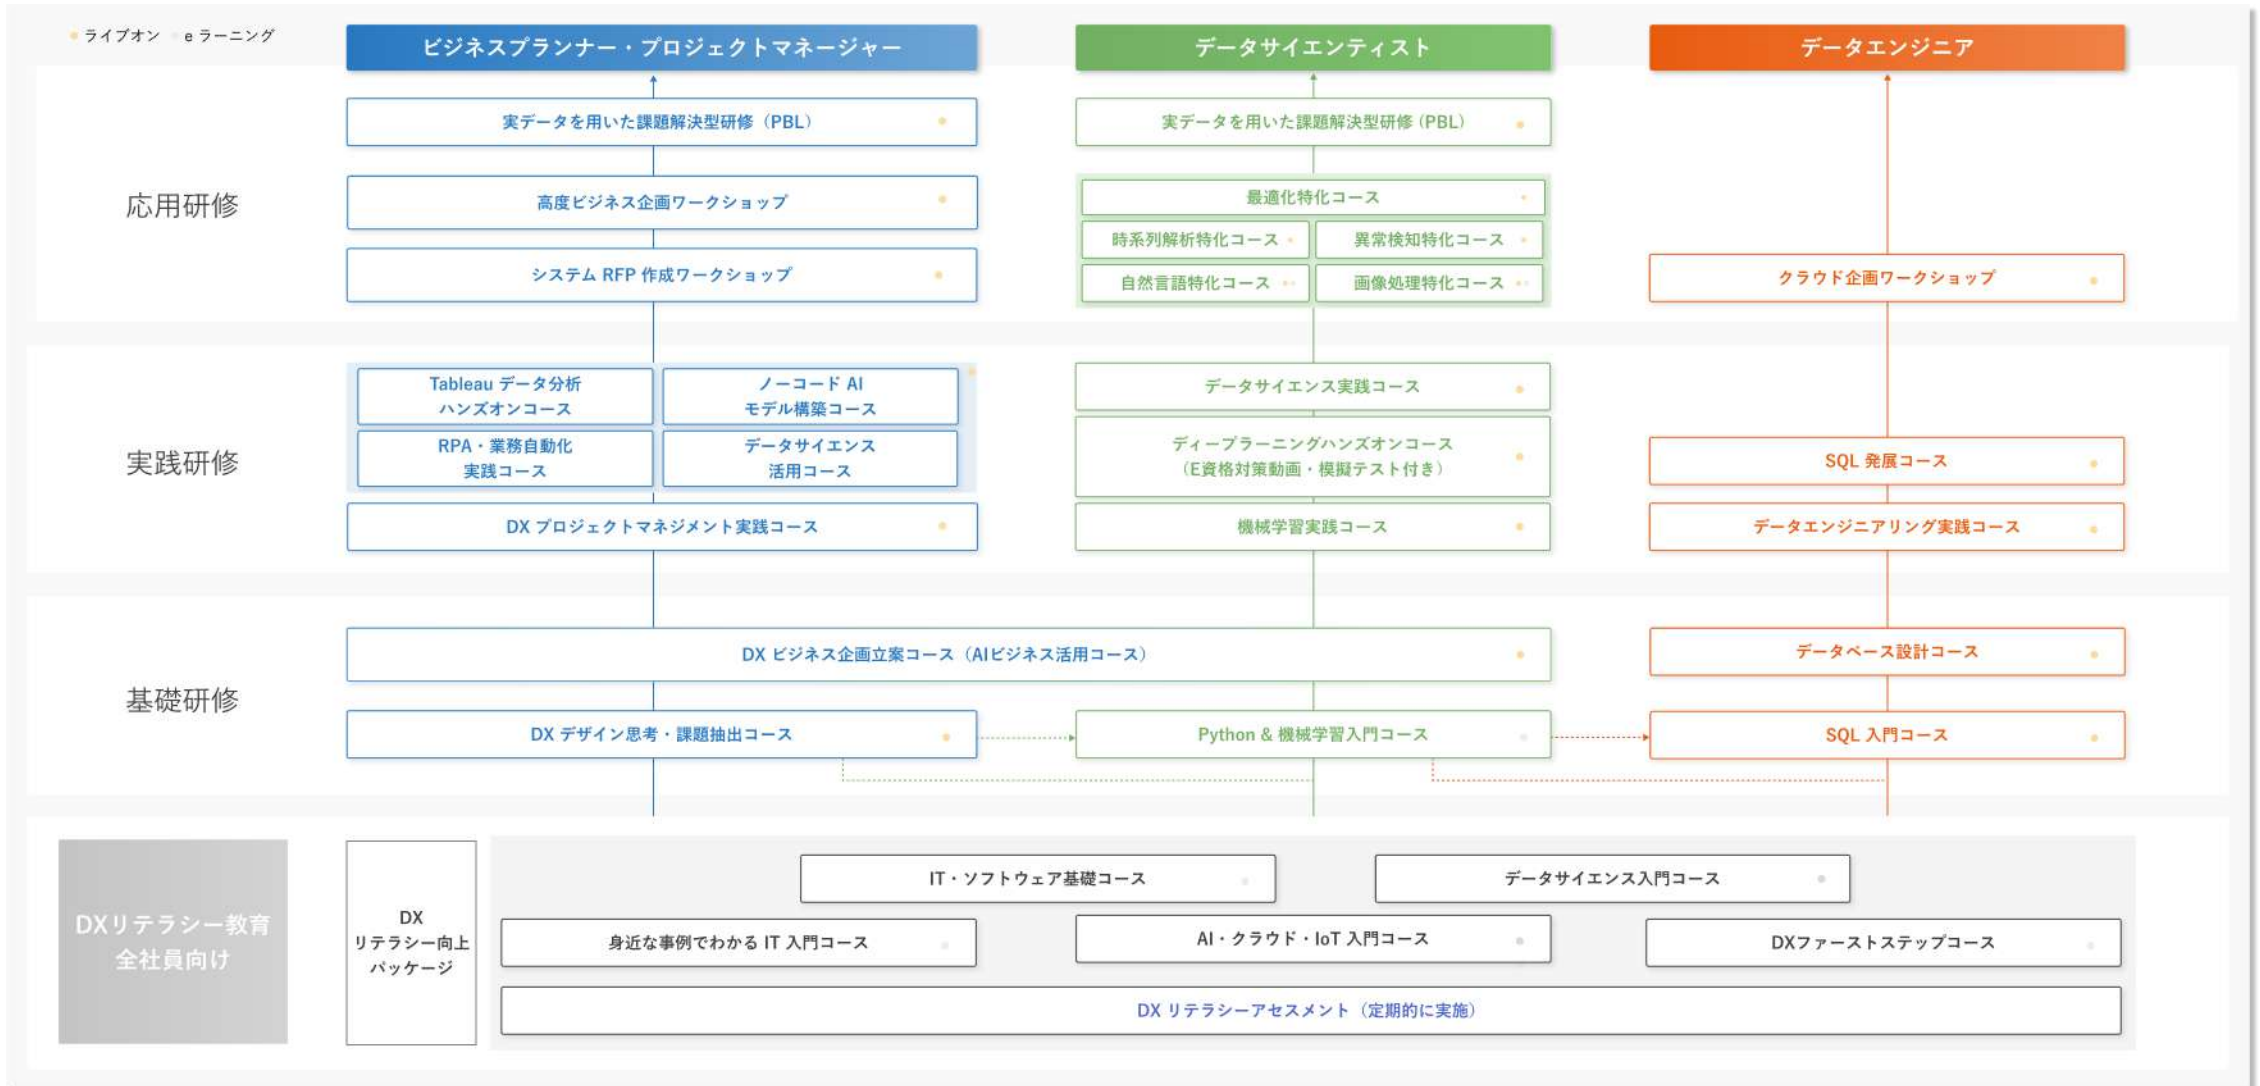 ライブオン eラーニング
ビジネスプランナー・プロジェクトマネージャー
データサイエンティスト
データエンジニア
応用研修
実データを用いた課題解決型研修（PBL）
高度ビジネス企画ワークショップ
システム RFP 作成ワークショップ
実データを用いた課題解決型研修（PBL）
最適化特化コース
時系列解析特化コース
異常検知特化コース
自然言語特化コース
画像処理特化コース
クラウド企画ワークショップ
実践研修
Tableau データ分析
ハンズオンコース
ノーコード AI
モデル構築コース
RPA・業務自動化
実践コース
データサイエンス
活用コース
DX プロジェクトマネジメント実践コース
データサイエンス実践コース
ディープラーニングハンズオンコース
（E資格対策動画・模擬テスト付き）
機械学習実践コース
SQL 発展コース
データエンジニアリング実践コース
基礎研修
DX ビジネス企画立案コース（AIビジネス活用コース）
データベース設計コース
DX デザイン思考・課題抽出コース
Python & 機械学習入門コース
SQL 入門コース
DXリテラシー教育
全社員向け
DX
リテラシー向上
パッケージ
IT・ソフトウェア基礎コース
データサイエンス入門コース
身近な事例でわかる IT 入門コース
AI・クラウド・IoT 入門コース
DXファーストステップコース
DX リテラシーアセスメント（定期的に実施）